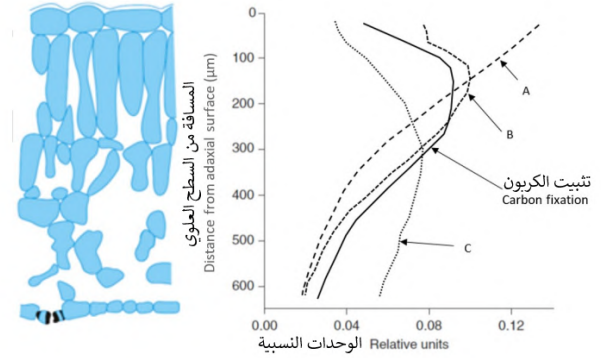 المسافة من السطح العلوي
Distance from adaxial surface (µm)
0
100
200
300
400
500
600
A
B
تثبيت الكربون
Carbon fixation
C
0.00
0.04
0.08
0.12
الوحدات النسبية Relative units